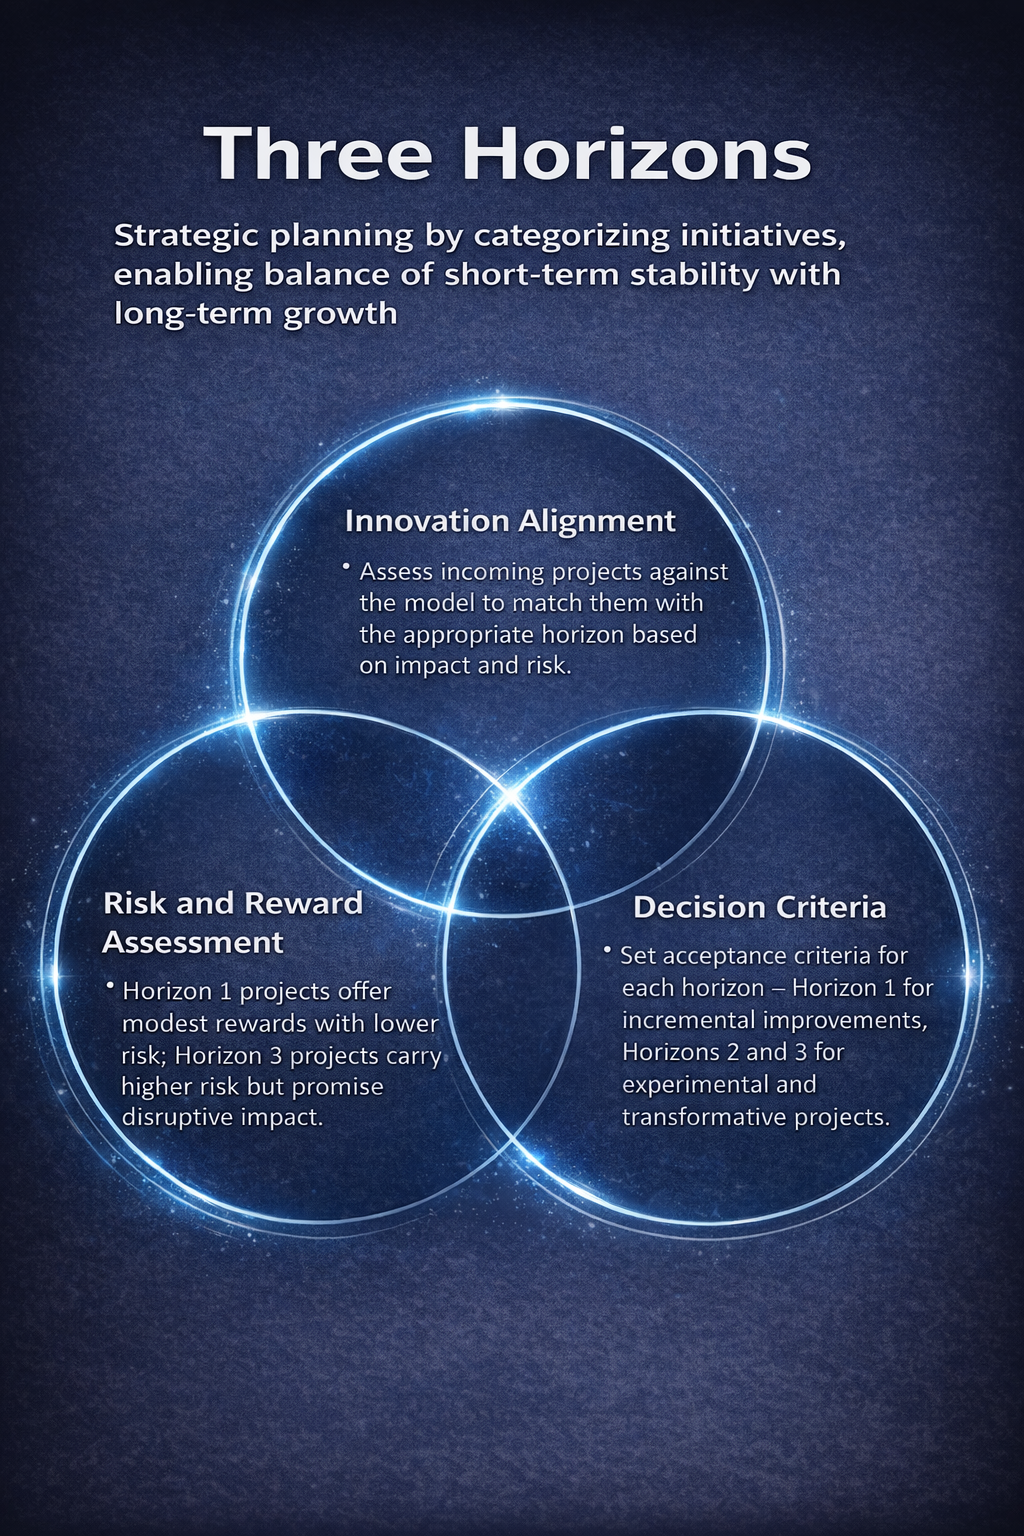 Three Horizons
Strategic planning by categorizing initiatives,
enabling balance of short-term stability with
long-term growth
Innovation Alignment
• Assess incoming projects against
the model to match them with
the appropriate horizon based
on impact and risk.
Risk and Reward
Assessment
• Horizon 1 projects offer
modest rewards with lower
risk; Horizon 3 projects carry
higher risk but promise
disruptive impact.
Decision Criteria
• Set acceptance criteria for
each horizon – Horizon 1 for
incremental improvements,
Horizons 2 and 3 for
experimental and
transformative projects.